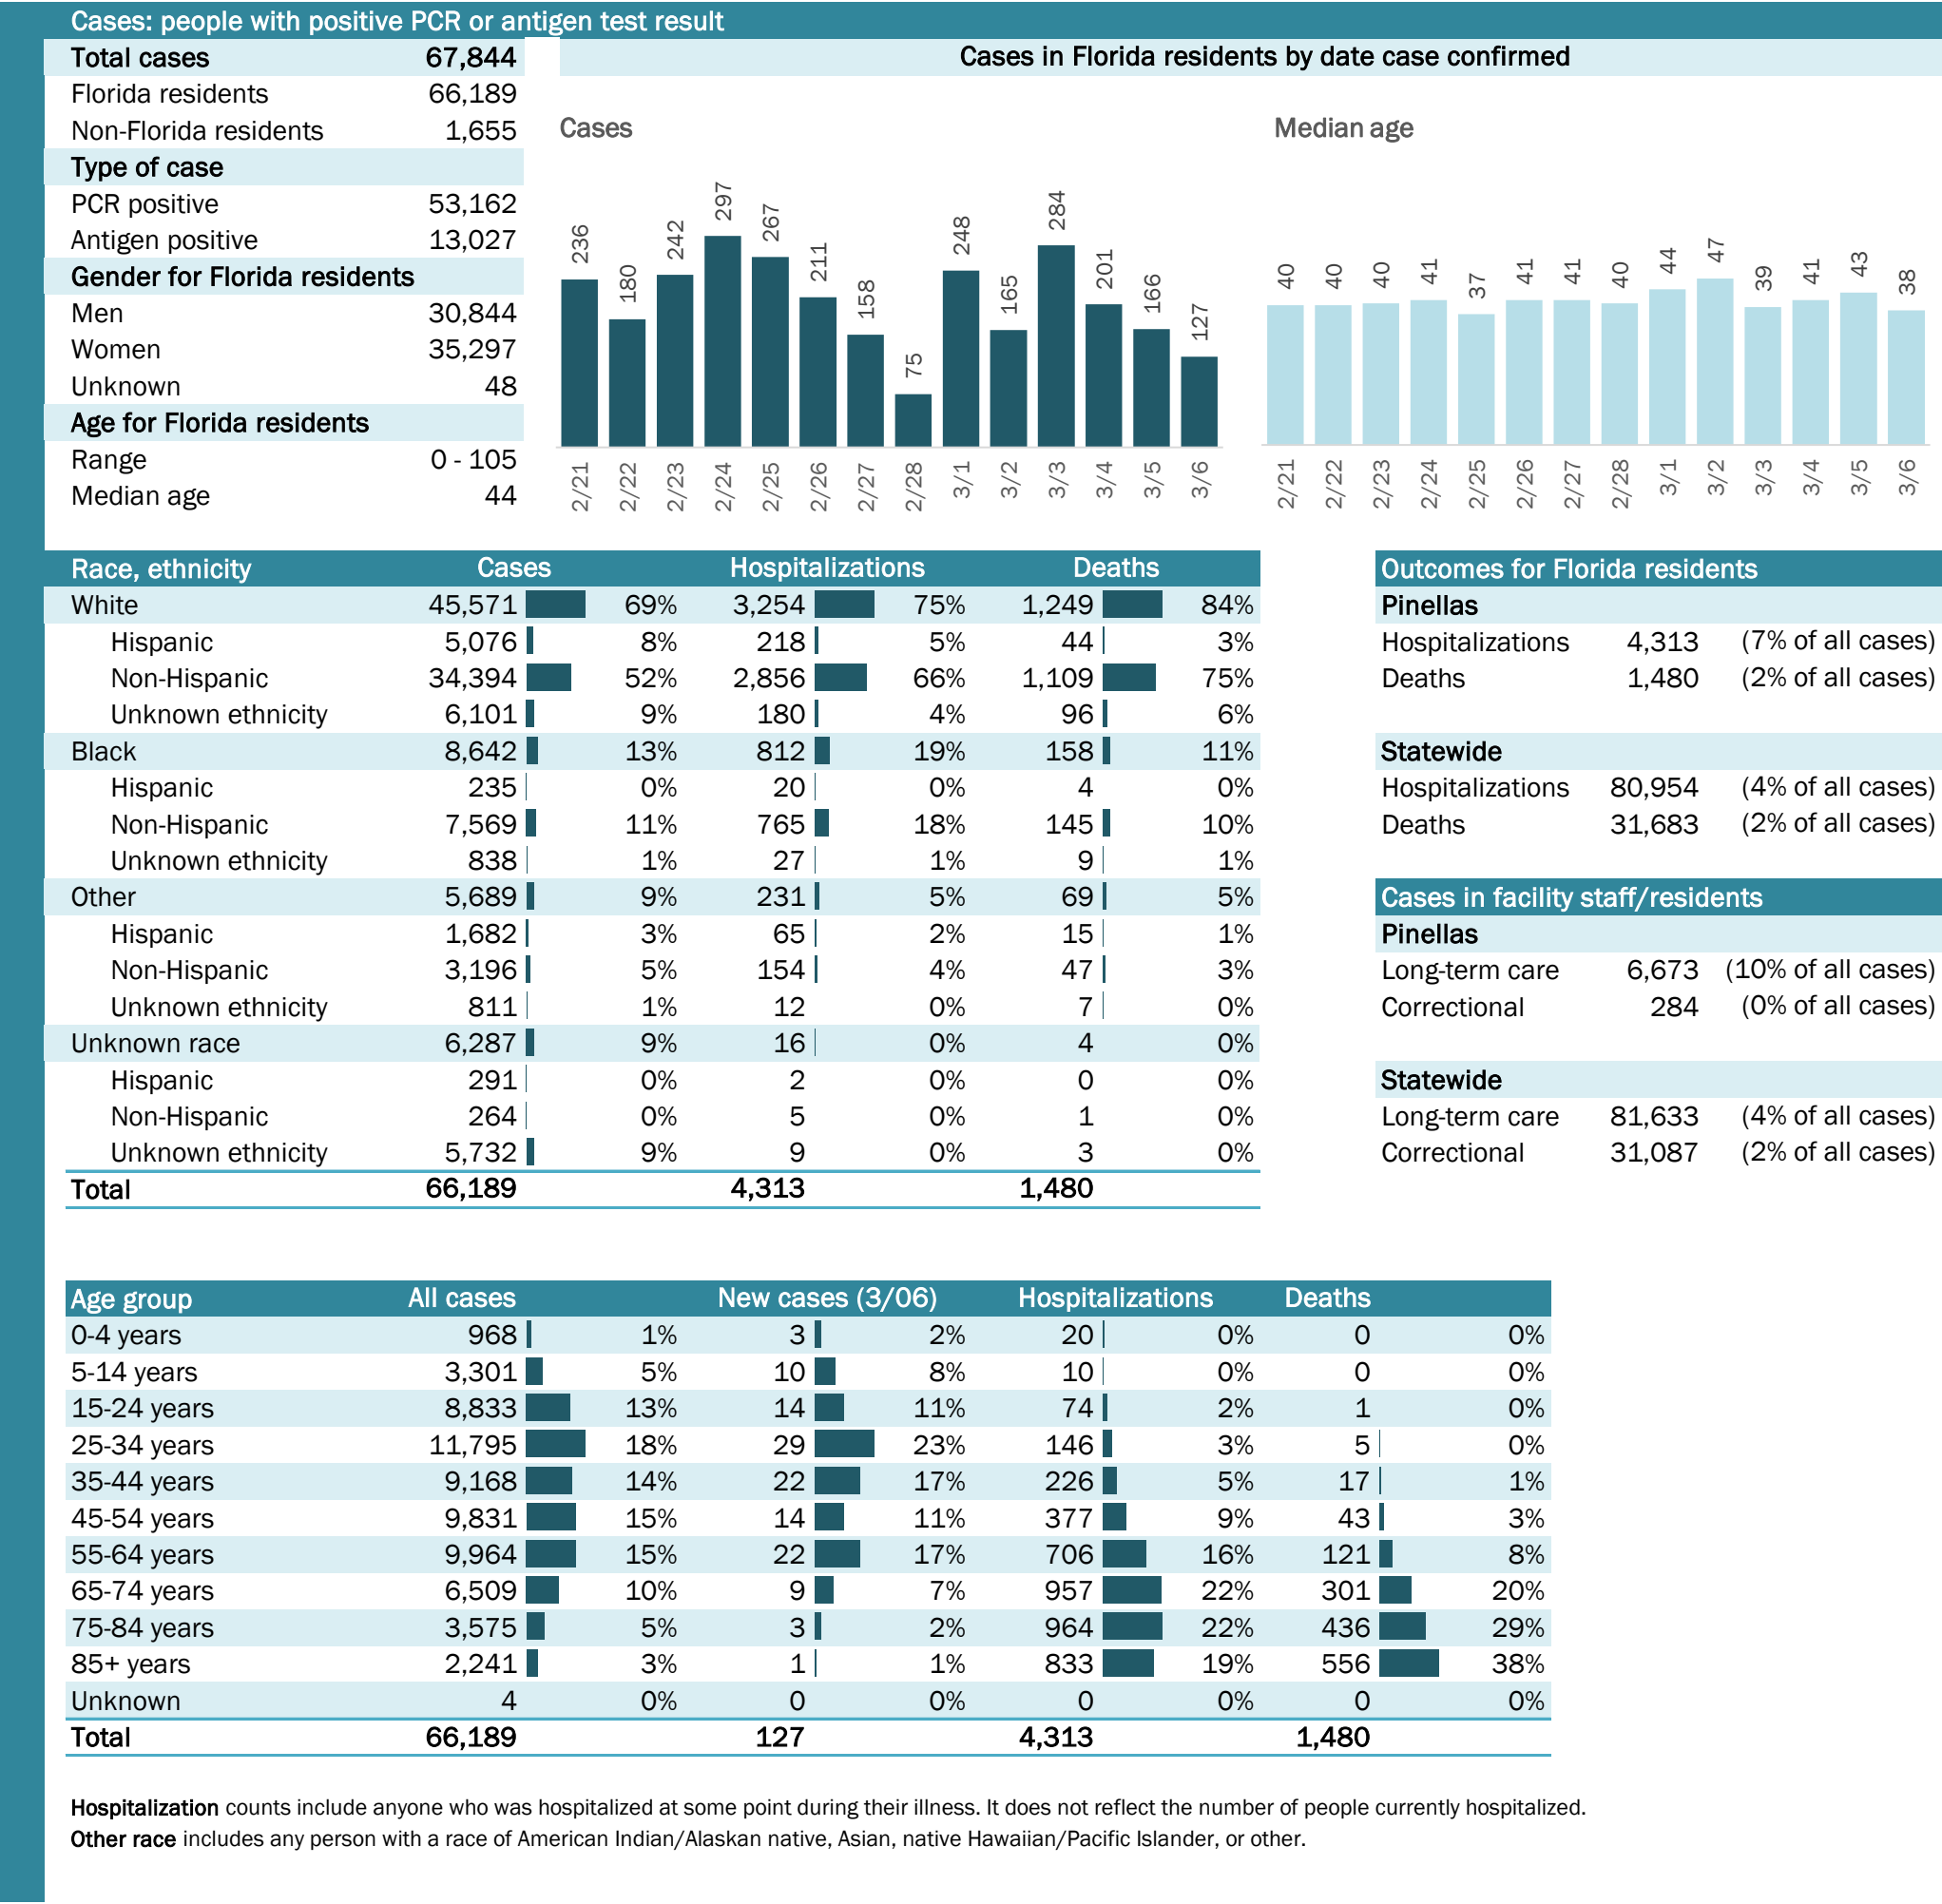 Cases: people with positive PCR or antigen test result
Total cases 67,844
Florida residents 66,189
Non-Florida residents 1,655
Type of case
PCR positive 53,162
Antigen positive 13,027
Gender for Florida residents
Men 30,844
Women 35,297
Unknown 48
Age for Florida residents
Range 0 - 105
Median age 44
Cases in Florida residents by date case confirmed
Cases
236 180 242 297 267 211 158 75 248 165 284 201 166 127
2/21 2/22 2/23 2/24 2/25 2/26 2/27 2/28 3/1 3/2 3/3 3/4 3/5 3/6
Median age
40 40 40 41 37 41 41 40 44 47 39 41 43 38
2/21 2/22 2/23 2/24 2/25 2/26 2/27 2/28 3/1 3/2 3/3 3/4 3/5 3/6
Race, ethnicity Cases Hospitalizations Deaths
White 45,571 69% 3,254 75% 1,249 84%
Hispanic 5,076 8% 218 5% 44 3%
Non-Hispanic 34,394 52% 2,856 66% 1,109 75%
Unknown ethnicity 6,101 9% 180 4% 96 6%
Black 8,642 13% 812 19% 158 11%
Hispanic 235 0% 20 0% 4 0%
Non-Hispanic 7,569 11% 765 18% 145 10%
Unknown ethnicity 838 1% 27 1% 9 1%
Other 5,689 9% 231 5% 69 5%
Hispanic 1,682 3% 65 2% 15 1%
Non-Hispanic 3,196 5% 154 4% 47 3%
Unknown ethnicity 811 1% 12 0% 7 0%
Unknown race 6,287 9% 16 0% 4 0%
Hispanic 291 0% 2 0% 0 0%
Non-Hispanic 264 0% 5 0% 1 0%
Unknown ethnicity 5,732 9% 9 0% 3 0%
Total 66,189 4,313 1,480
Outcomes for Florida residents
Pinellas
Hospitalizations 4,313 (7% of all cases)
Deaths 1,480 (2% of all cases)
Statewide
Hospitalizations 80,954 (4% of all cases)
Deaths 31,683 (2% of all cases)
Cases in facility staff/residents
Pinellas
Long-term care 6,673 (10% of all cases)
Correctional 284 (0% of all cases)
Statewide
Long-term care 81,633 (4% of all cases)
Correctional 31,087 (2% of all cases)
Age group All cases New cases (3/06) Hospitalizations Deaths
0-4 years 968 1% 3 2% 20 0% 0 0%
5-14 years 3,301 5% 10 8% 10 0% 0 0%
15-24 years 8,833 13% 14 11% 74 2% 1 0%
25-34 years 11,795 18% 29 23% 146 3% 5 0%
35-44 years 9,168 14% 22 17% 226 5% 17 1%
45-54 years 9,831 15% 14 11% 377 9% 43 3%
55-64 years 9,964 15% 22 17% 706 16% 121 8%
65-74 years 6,509 10% 9 7% 957 22% 301 20%
75-84 years 3,575 5% 3 2% 964 22% 436 29%
85+ years 2,241 3% 1 1% 833 19% 556 38%
Unknown 4 0% 0 0% 0 0% 0 0%
Total 66,189 127 4,313 1,480
Hospitalization counts include anyone who was hospitalized at some point during their illness. It does not reflect the number of people currently hospitalized.
Other race includes any person with a race of American Indian/Alaskan native, Asian, native Hawaiian/Pacific Islander, or other.